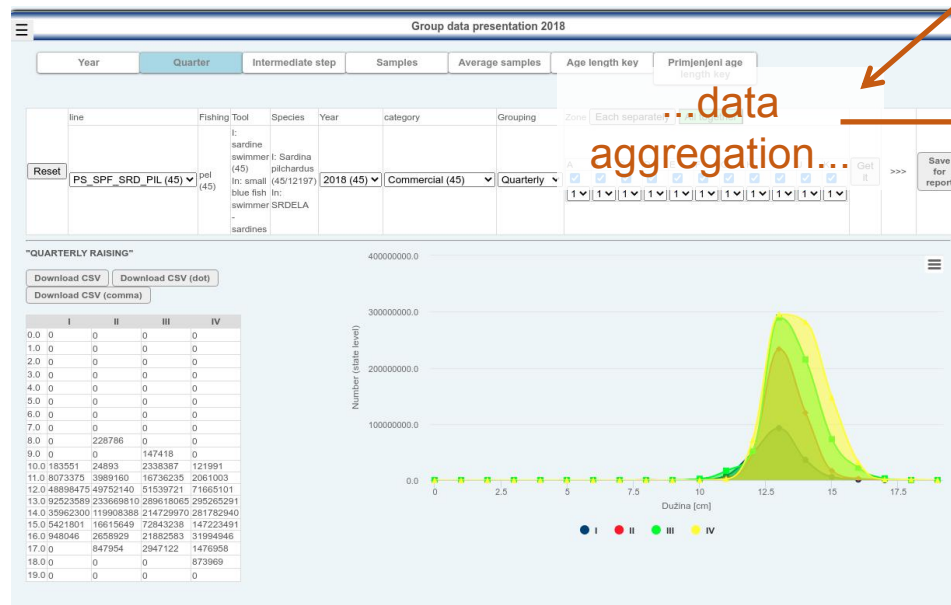 ☰
Group data presentation 2018
Year Quarter Intermediate step Samples Average samples Age length key Primjenjeni age length key
...data
aggregation...
line Fishing Tool Species Year category Grouping Zone Each separately
Reset
PS_SPF_SRD_PIL (45)
pel
(45)
I:
sardine
swimmer
(45)
In: small
blue fish
swimmer
-
sardines
I: Sardina
pilchardus
(45/12197)
In:
SRDELA
2018 (45)
Commercial (45)
Quarterly
A
1 1 1 1 1 1 1 1 1 1 1
Get
it
>>>
Save
for
report
"QUARTERLY RAISING"
Download CSV Download CSV (dot)
Download CSV (comma)
I II III IV
0.0 0 0 0 0
1.0 0 0 0 0
2.0 0 0 0 0
3.0 0 0 0 0
4.0 0 0 0 0
5.0 0 0 0 0
6.0 0 0 0 0
7.0 0 0 0 0
8.0 0 228786 0 0
9.0 0 0 147418 0
10.0 183551 24893 2338387 121991
11.0 8073375 3989160 16736235 2061003
12.0 48898475 49752140 51539721 71665101
13.0 92523589 233669810 289618065 295265291
14.0 35962300 119908388 214729970 281782940
15.0 5421801 16615649 72843238 147223491
16.0 948046 2658929 21882583 31994946
17.0 0 847954 2947122 1476958
18.0 0 0 0 873969
19.0 0 0 0 0
400000000.0
300000000.0
200000000.0
100000000.0
0.0
Number (state level)
0 2.5 5 7.5 10 12.5 15 17.5
Dužina [cm]
I II III IV